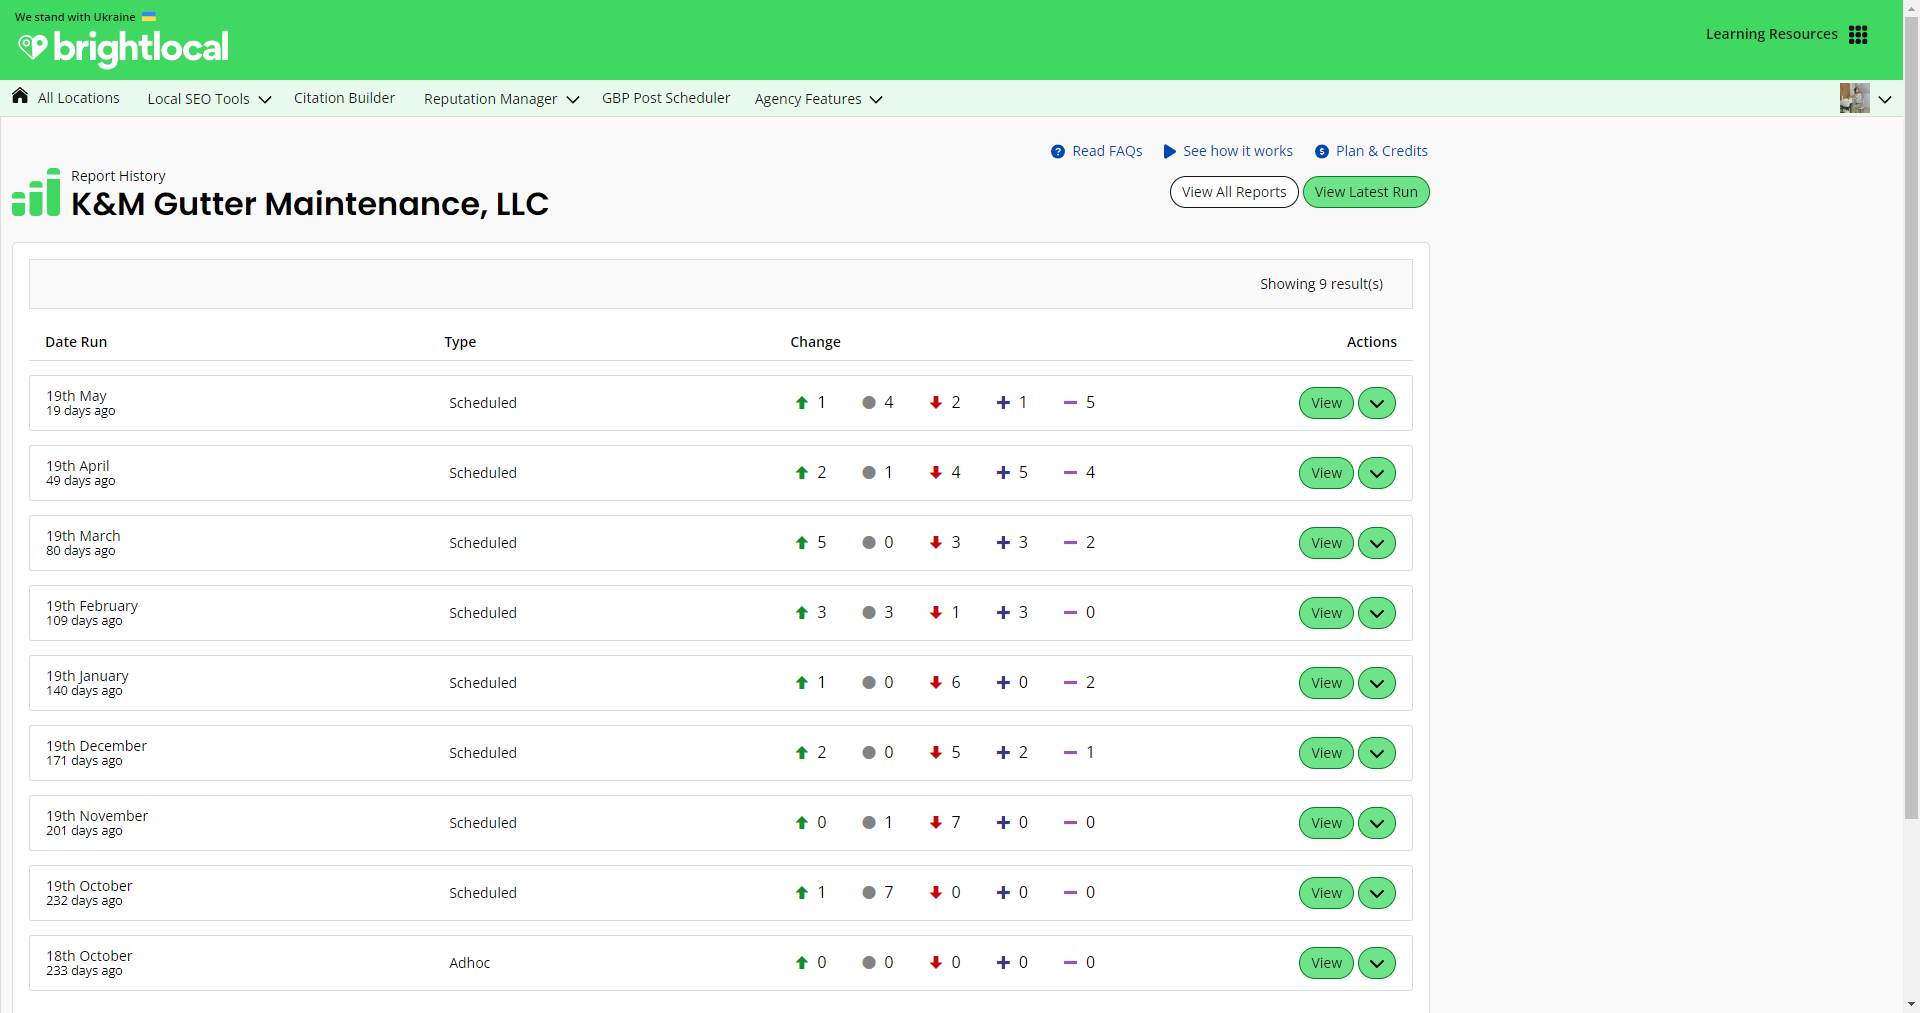 We stand with Ukraine
brightlocal
Learning Resources
All Locations Local SEO Tools Citation Builder Reputation Manager GBP Post Scheduler Agency Features
Read FAQs See how it works Plan & Credits
Report History
K&M Gutter Maintenance, LLC
View All Reports View Latest Run
Showing 9 result(s)
Date Run Type Change Actions
19th May
19 days ago
Scheduled 1 4 2 1 5 View
19th April
49 days ago
Scheduled 2 1 4 5 4 View
19th March
80 days ago
Scheduled 5 0 3 3 2 View
19th February
109 days ago
Scheduled 3 3 1 3 0 View
19th January
140 days ago
Scheduled 1 0 6 0 2 View
19th December
171 days ago
Scheduled 2 0 5 2 1 View
19th November
201 days ago
Scheduled 0 1 7 0 0 View
19th October
232 days ago
Scheduled 1 7 0 0 0 View
18th October
233 days ago
Adhoc 0 0 0 0 0 View